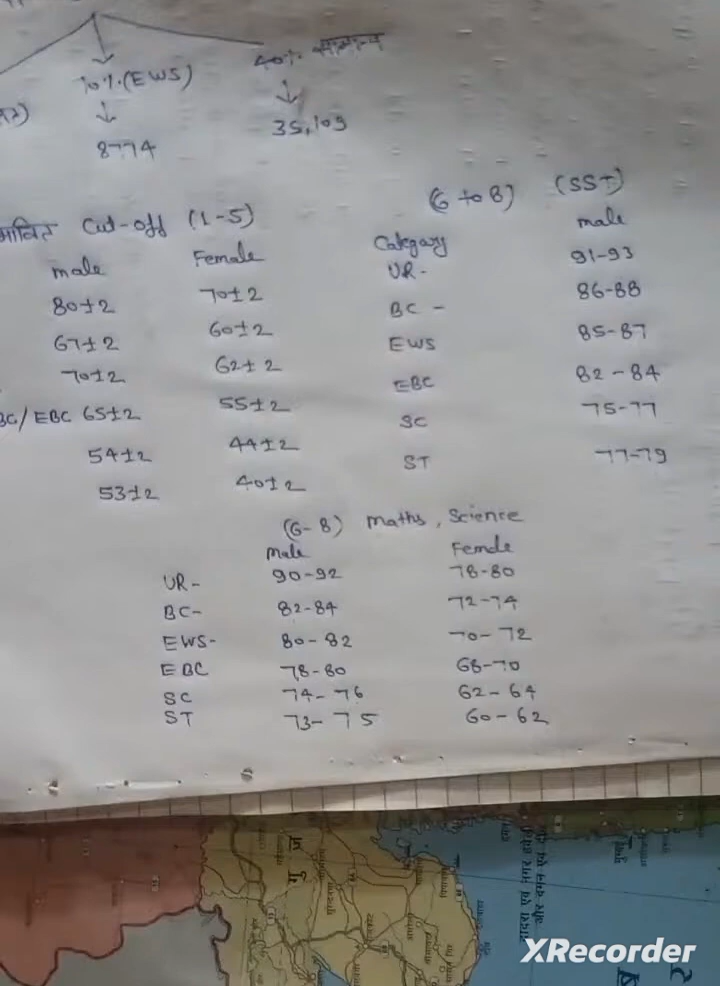 10%(EWS) 40% सामान्य
8774 35,109
Cut-off (1-5)
(6 to 8) (SST)
male Female Category male
80±2 70±2 UR- 91-93
67±2 60±2 BC- 86-88
70±2 62±2 EWS 85-87
BC/EBC 65±2 55±2 EBC 82-84
54±2 44±2 SC 75-77
53±2 40±2 ST 77-79
(6-8) maths, Science
male Female
UR- 90-92 78-80
BC- 82-84 72-74
EWS- 80-82 70-72
EBC 78-80 68-70
SC 74-76 62-64
ST 73-75 60-62
XRecorder